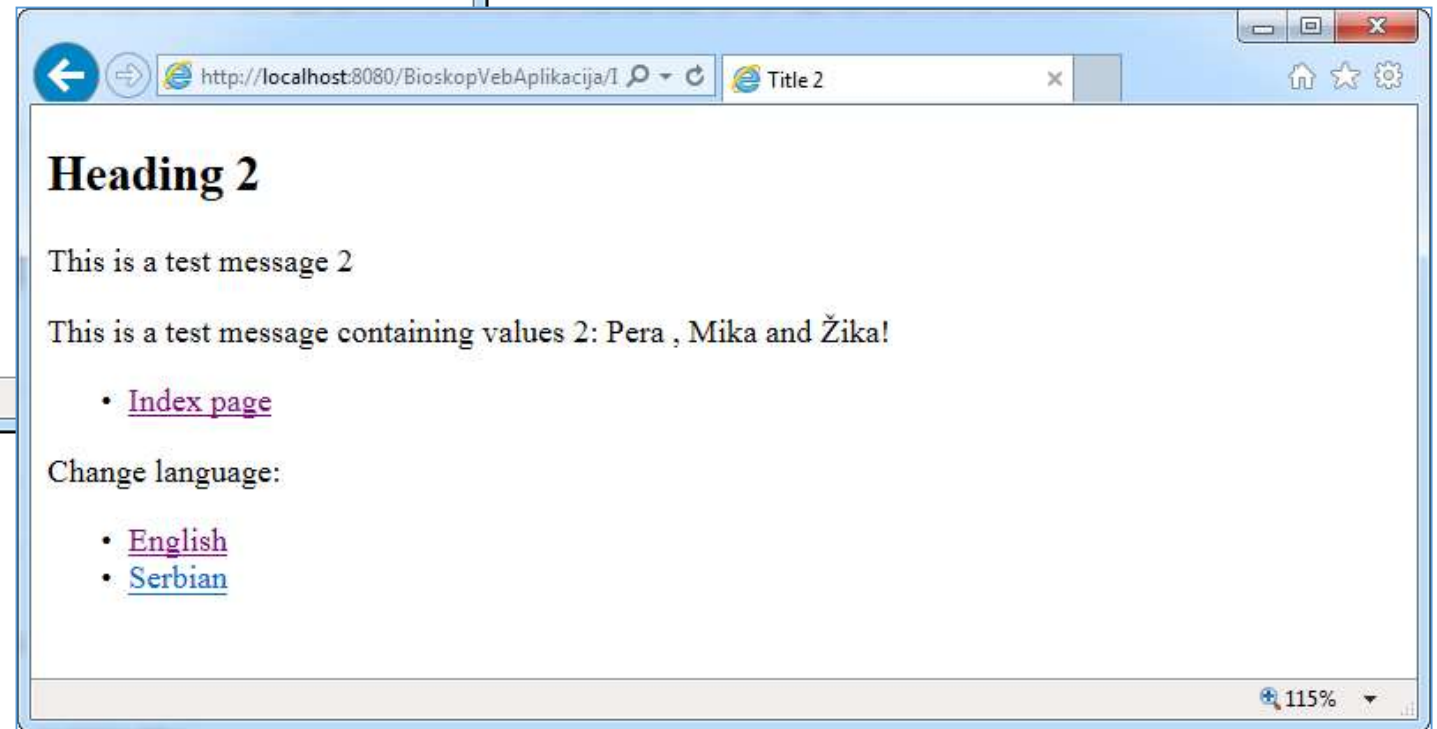 http://localhost:8080/BioskopVebAplikacija/I
Title 2
Heading 2
This is a test message 2
This is a test message containing values 2: Pera , Mika and Žika!
• Index page
Change language:
• English
• Serbian
115%